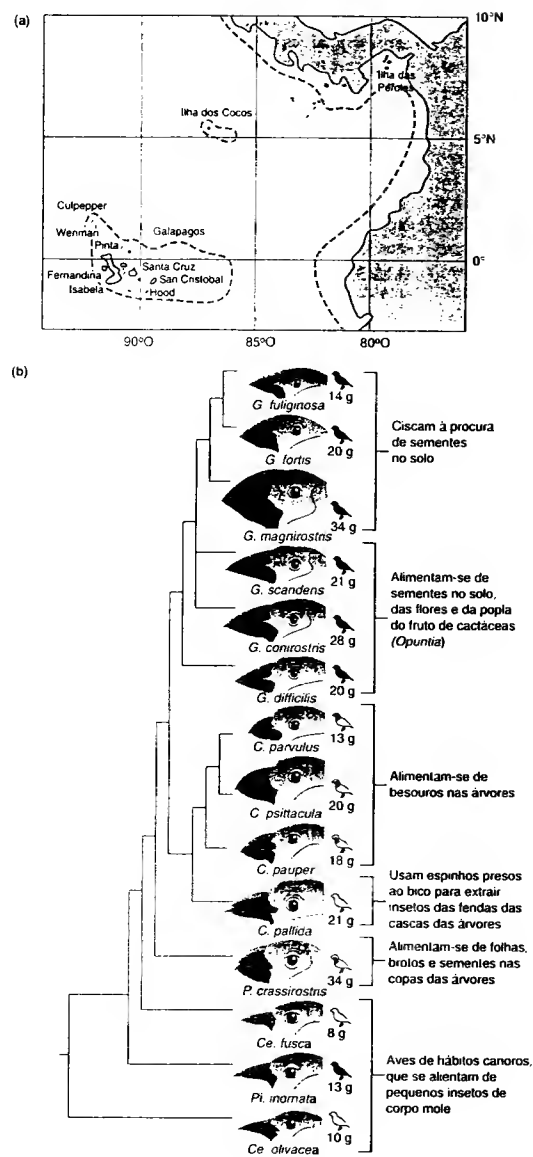 (a)
10°N
Ilha das
Pérolas
Ilha dos Cocos
5°N
Culpepper
Wenman
Galapagos
Pinta
Santa Cruz
0°
Fernandina
San Cristobal
Isabela
Hood
90°O
85°O
80°O
(b)
G. fuliginosa
14 g
G. fortis
20 g
G. magnirostris
34 g
Ciscam à procura
de sementes
no solo
G. scandens
21 g
G. conirostris
28 g
G. difficilis
20 g
Alimentam-se de
sementes no solo,
das flores e da popla
do fruto de cactáceas
(Opuntia)
C. parvulus
13 g
C. psittacula
20 g
C. pauper
18 g
Alimentam-se de
besouros nas árvores
C. pallida
21 g
Usam espinhos presos
ao bico para extrair
insetos das fendas das
cascas das árvores
P. crassirostris
34 g
Alimentam-se de folhas,
brotos e sementes nas
copas das árvores
Ce. fusca
8 g
Pi. inornata
13 g
Ce. olivacea
10 g
Aves de hábitos canoros,
que se alientam de
pequenos insetos de
corpo mole